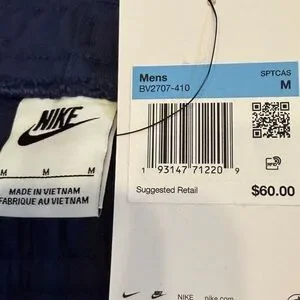 NIKE
M M M
MADE IN VIETNAM
FABRIQUE AU VIETNAM
Mens
BV2707-410
SPTCAS
M
1 93147 71220 9
Suggested Retail
$60.00
NIKE
nike.com